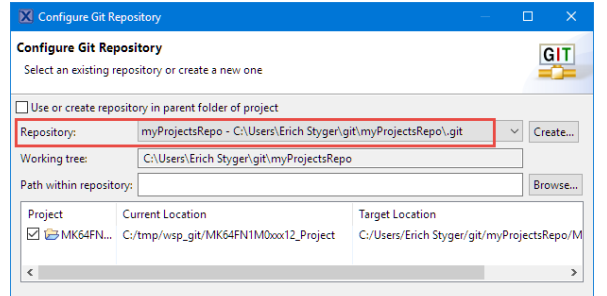 Configure Git Repository
Configure Git Repository
Select an existing repository or create a new one
GIT
Use or create repository in parent folder of project
Repository: myProjectsRepo - C:\Users\Erich Styger\git\myProjectsRepo\.git Create...
Working tree: C:\Users\Erich Styger\git\myProjectsRepo
Path within repository: Browse...
Project Current Location Target Location
MK64FN... C:/tmp/wsp_git/MK64FN1M0xxx12_Project C:/Users/Erich Styger/git/myProjectsRepo/M